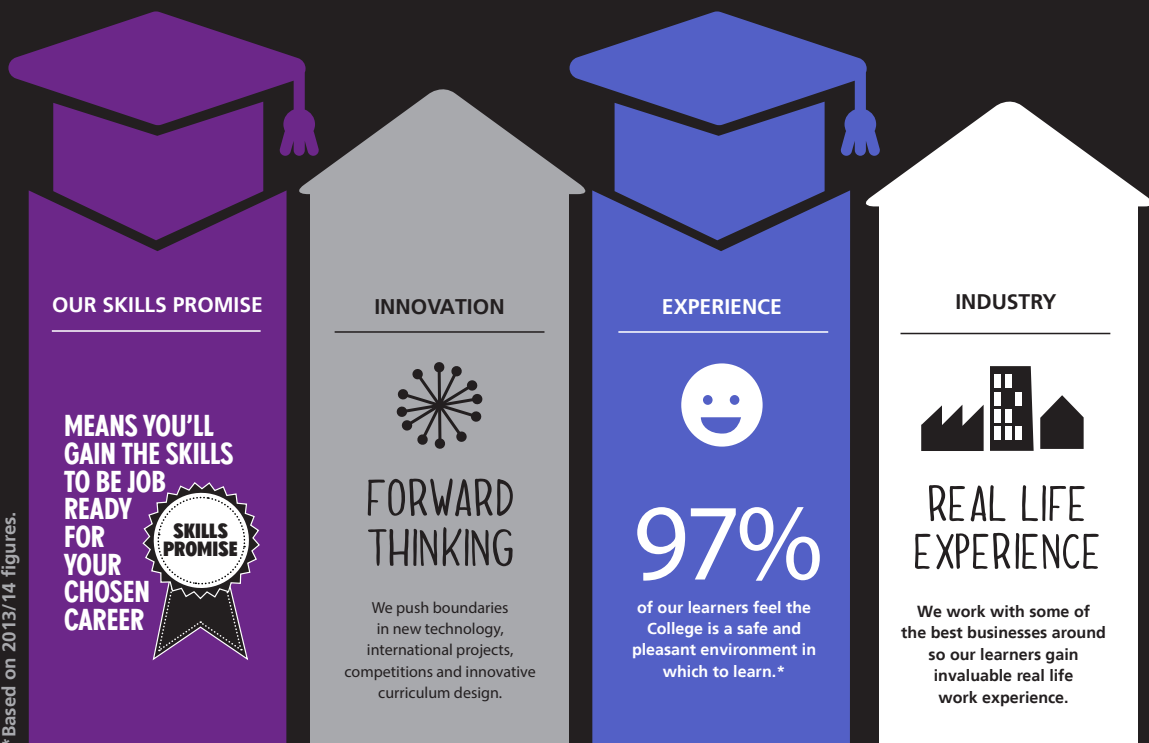 OUR SKILLS PROMISE
MEANS YOU'LL
GAIN THE SKILLS
TO BE JOB
READY
FOR
YOUR
CHOSEN
CAREER
SKILLS
PROMISE
INNOVATION
FORWARD
THINKING
We push boundaries
in new technology,
international projects,
competitions and innovative
curriculum design.
EXPERIENCE
97%
of our learners feel the
College is a safe and
pleasant environment in
which to learn.*
INDUSTRY
REAL LIFE
EXPERIENCE
We work with some of
the best businesses around
so our learners gain
invaluable real life
work experience.
*Based on 2013/14 figures.